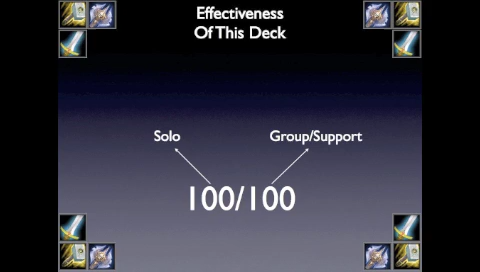 Effectiveness
Of This Deck
Solo
Group/Support
100/100